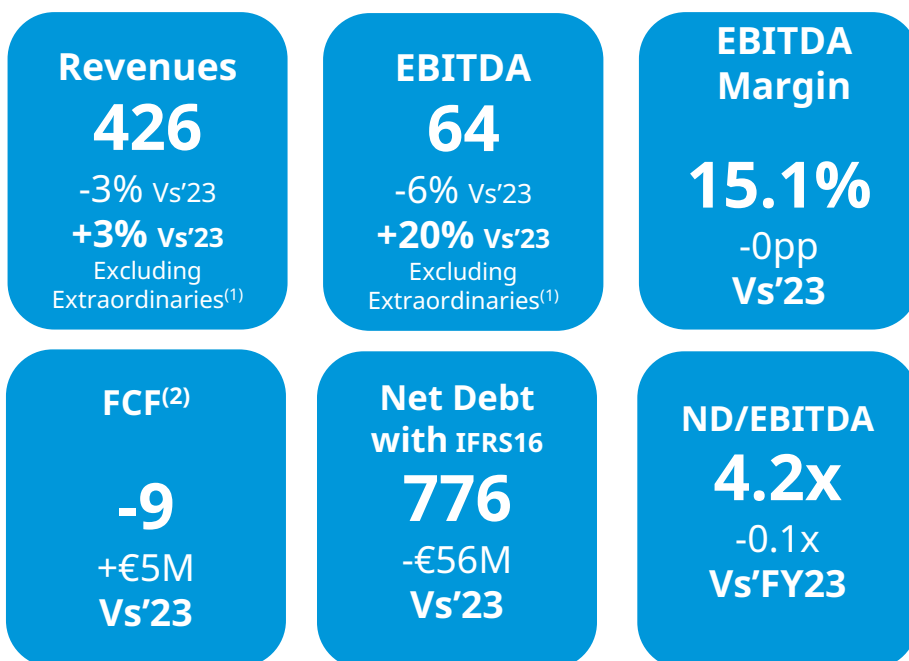 Revenues
426
-3% Vs’23
+3% Vs’23
Excluding
Extraordinaries(1)
EBITDA
64
-6% Vs’23
+20% Vs’23
Excluding
Extraordinaries(1)
EBITDA
Margin
15.1%
-0pp
Vs’23
FCF(2)
-9
+€5M
Vs’23
Net Debt
with IFRS16
776
-€56M
Vs’23
ND/EBITDA
4.2x
-0.1x
Vs’FY23